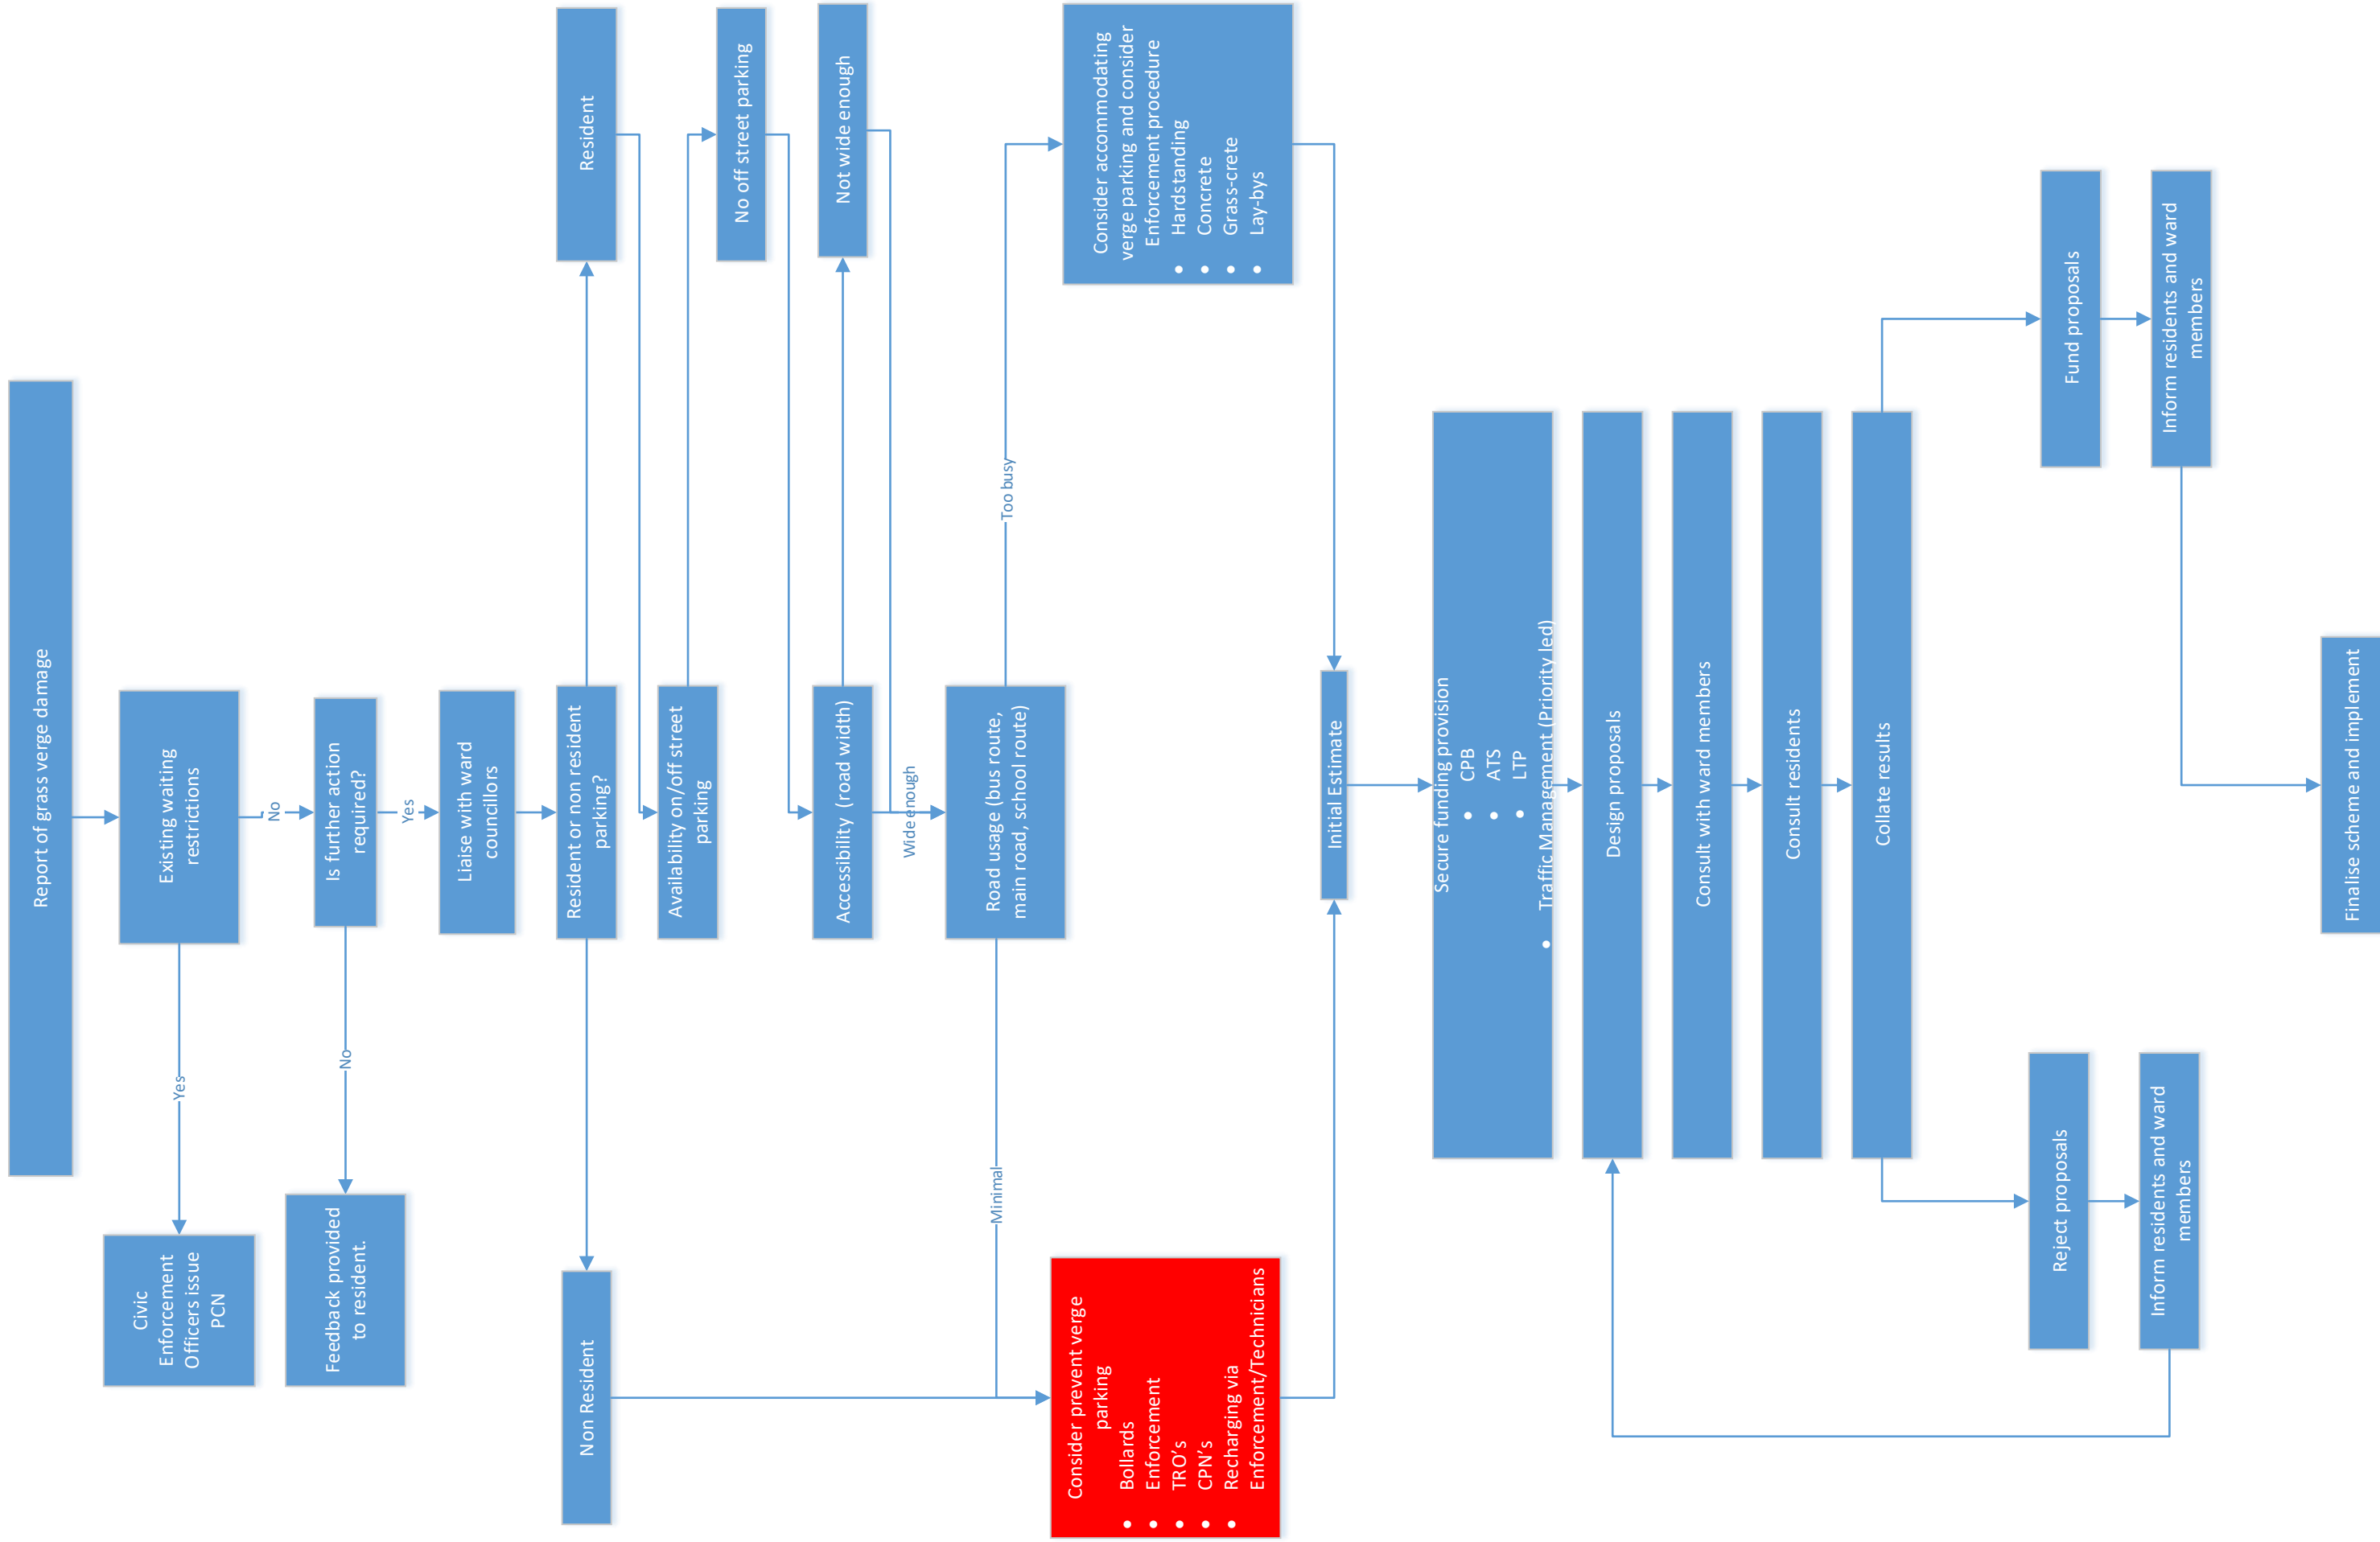 Report of grass verge damage
Existing waiting
restrictions
Yes
Civic
Enforcement
Officers issue
PCN
No
Is further action
required?
No
Feedback provided
to resident.
Yes
Liaise with ward
councillors
Resident or non resident
parking?
Resident
Non Resident
Availability on/off street
parking
No off street parking
Accessibility (road width)
Not wide enough
Wide enough
Road usage (bus route,
main road, school route)
Too busy
Minimal
Consider prevent verge
parking
• Bollards
• Enforcement
• TRO's
• CPN's
• Recharging via
Enforcement/Technicians
Consider accommodating
verge parking and consider
Enforcement procedure
• Hardstanding
• Concrete
• Grass-crete
• Lay-bys
Initial Estimate
Secure funding provision
• CPB
• ATS
• LTP
• Traffic Management (Priority led)
Design proposals
Consult with ward members
Consult residents
Collate results
Reject proposals
Inform residents and ward
members
Fund proposals
Inform residents and ward
members
Finalise scheme and implement